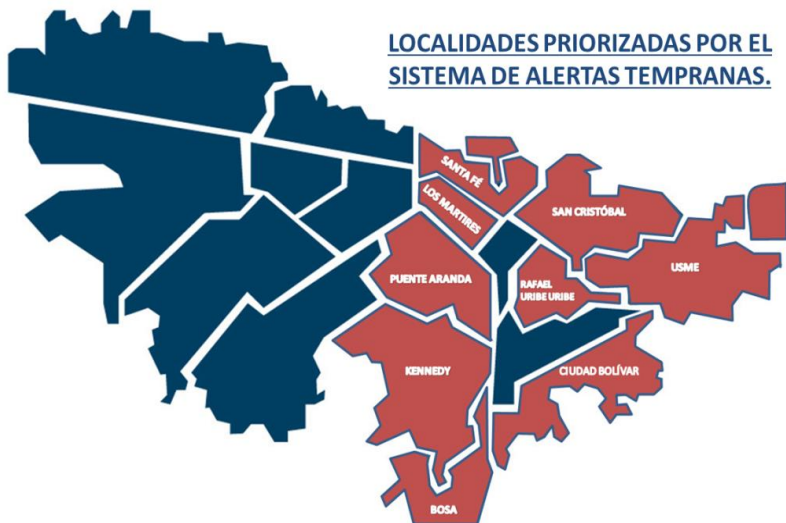 LOCALIDADES PRIORIZADAS POR EL
SISTEMA DE ALERTAS TEMPRANAS.
SANTA FÉ
LOS MARTIRES
SAN CRISTÓBAL
USME
PUENTE ARANDA
RAFAEL
URIBE URIBE
KENNEDY
CIUDAD BOLÍVAR
BOSA